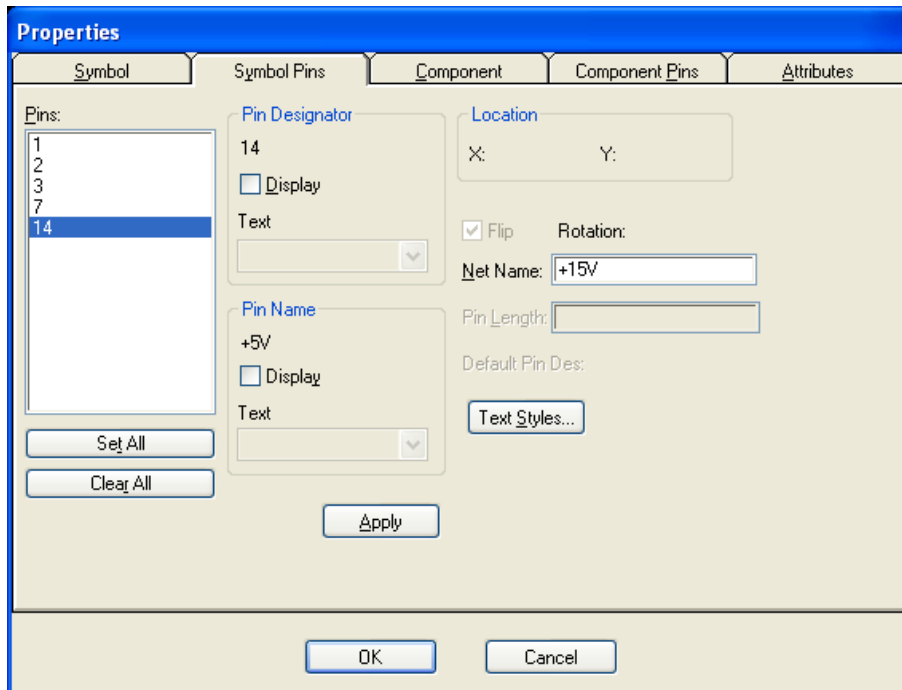 Properties
Symbol
Symbol Pins
Component
Component Pins
Attributes
Pins:
1
2
3
7
14
Set All
Clear All
Pin Designator
14
Display
Text
Pin Name
+5V
Display
Text
Apply
Location
X: Y:
Flip Rotation:
Net Name: +15V
Pin Length:
Default Pin Des:
Text Styles...
OK
Cancel